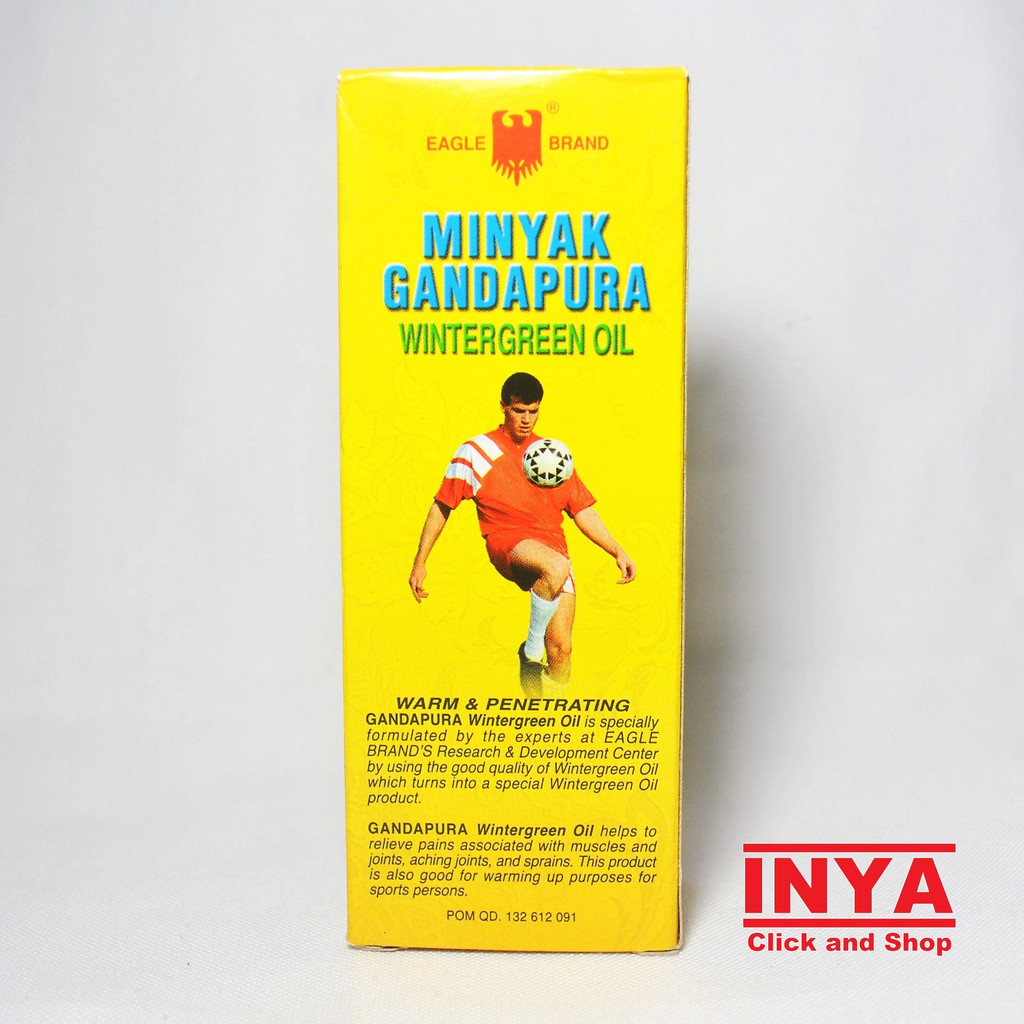 EAGLE BRAND ®
MINYAK
GANDAPURA
WINTERGREEN OIL
WARM & PENETRATING
GANDAPURA Wintergreen Oil is specially
formulated by the experts at EAGLE
BRAND'S Research & Development Center
by using the good quality of Wintergreen Oil
which turns into a special Wintergreen Oil
product.
GANDAPURA Wintergreen Oil helps to
relieve pains associated with muscles and
joints, aching joints, and sprains. This product
is also good for warming up purposes for
sports persons.
POM QD. 132 612 091
INYA
Click and Shop